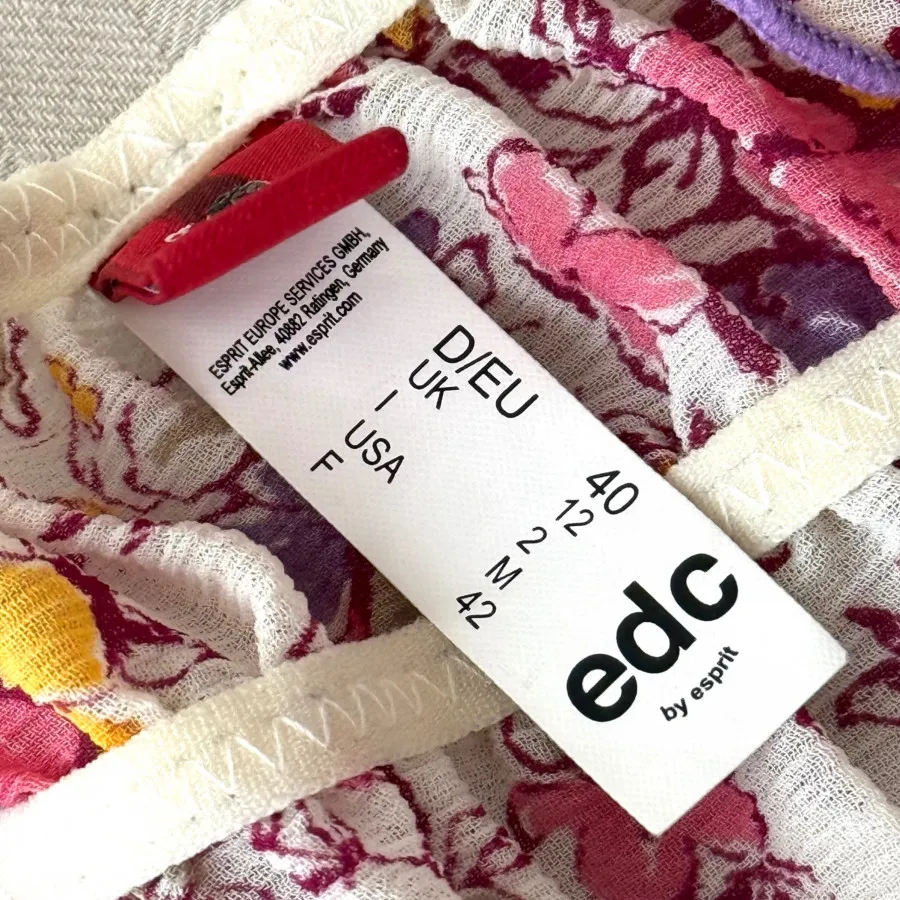 ESPRIT EUROPE SERVICES GMBH,
Esprit-Allee, 40882 Ratingen, Germany
www.esprit.com
D/EU 40
UK 12
I 2
USA M
F 42
edc
by esprit